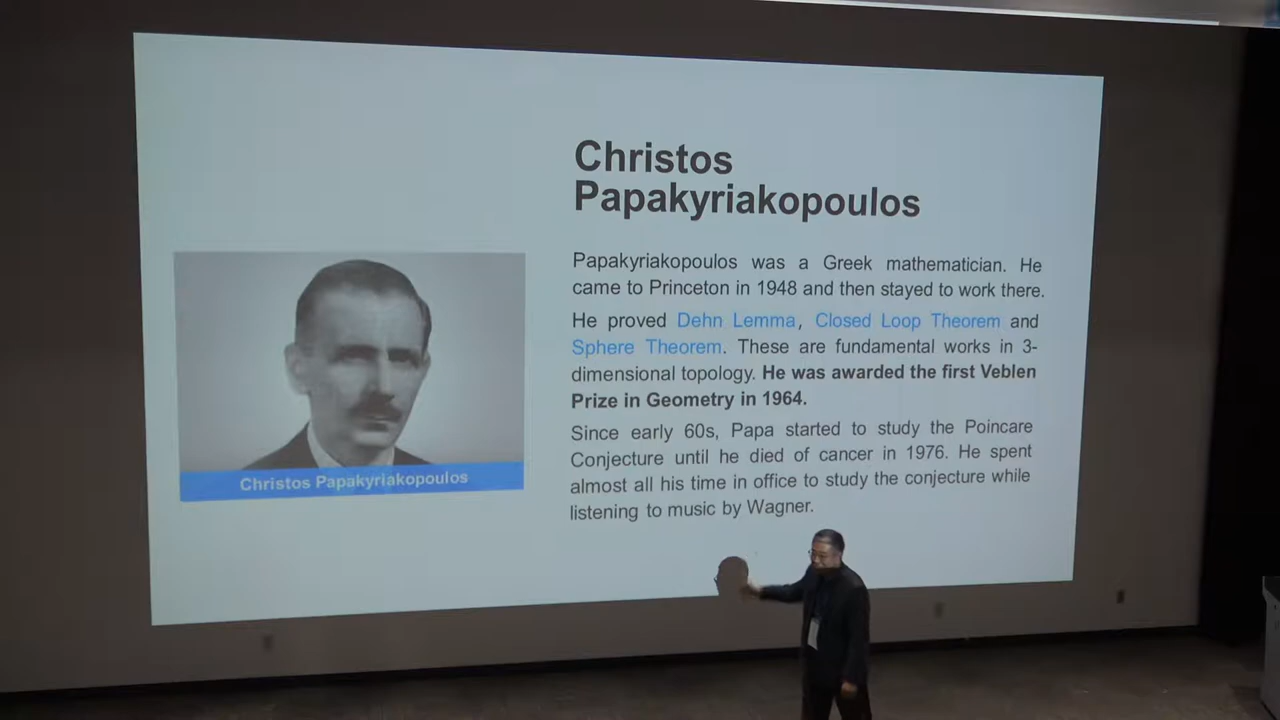 Christos
Papakyriakopoulos
Papakyriakopoulos was a Greek mathematician. He
came to Princeton in 1948 and then stayed to work there.
He proved Dehn Lemma, Closed Loop Theorem and
Sphere Theorem. These are fundamental works in 3-
dimensional topology. He was awarded the first Veblen
Prize in Geometry in 1964.
Since early 60s, Papa started to study the Poincare
Conjecture until he died of cancer in 1976. He spent
almost all his time in office to study the conjecture while
listening to music by Wagner.
Christos Papakyriakopoulos